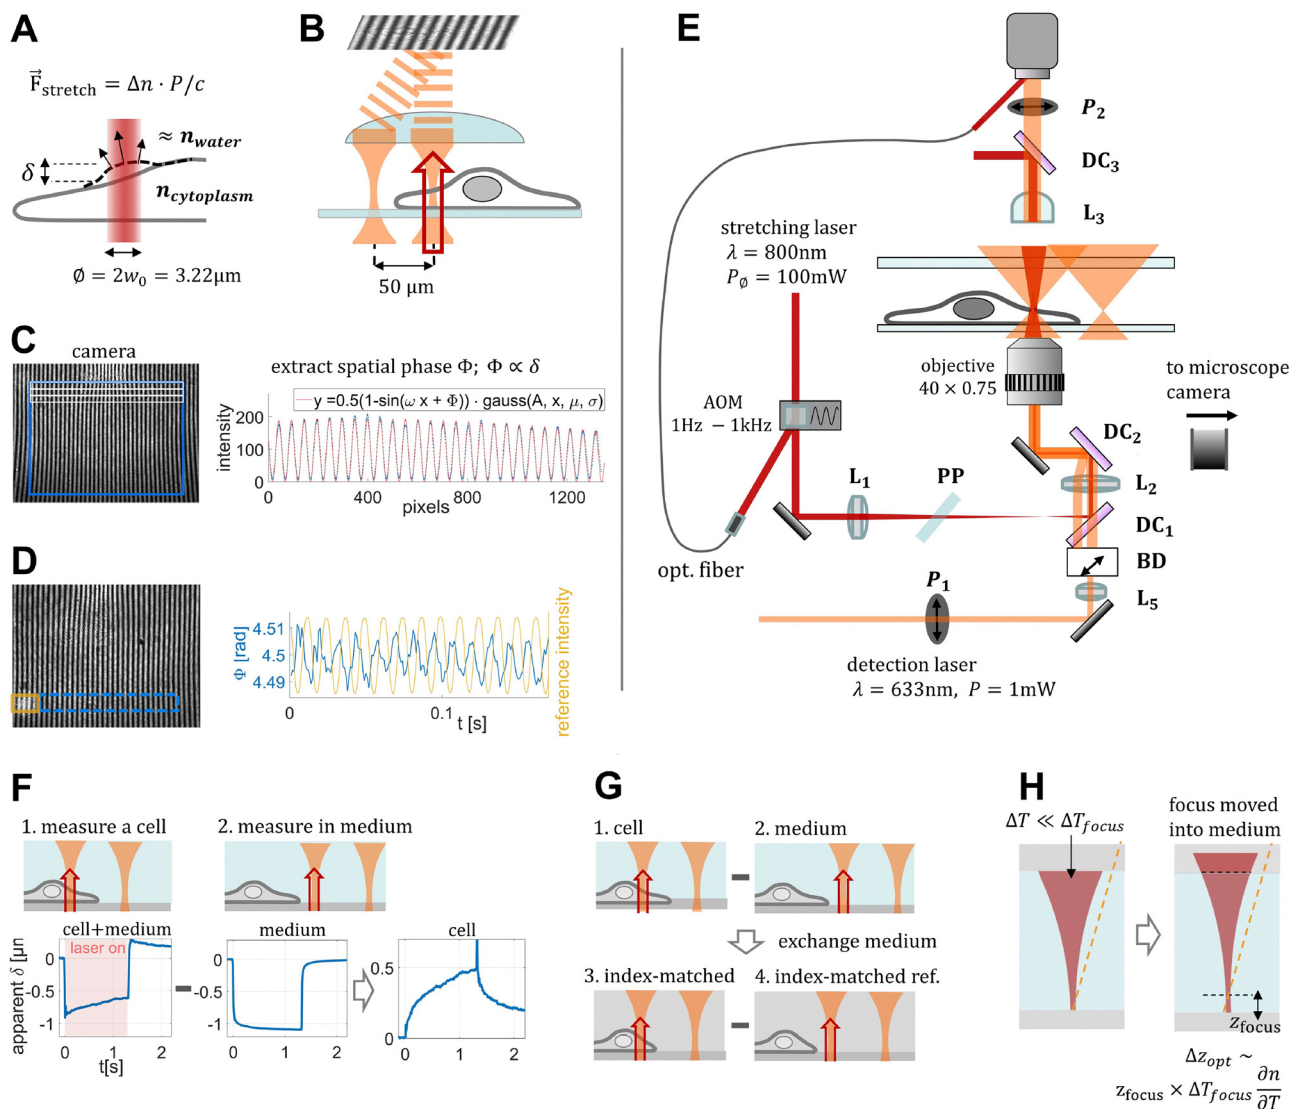 A
F⃗stretch = Δn · P/c
≈ nwater
δ
ncytoplasm
Ø = 2w0 = 3.22μm
B
50 μm
C
camera
extract spatial phase Φ; Φ ∝ δ
y =0.5(1-sin(ω x + Φ)) · gauss(A, x, μ, σ)
intensity
200
100
0
0
400
800
1200
pixels
D
Φ [rad]
4.51
4.5
4.49
0
0.1
t [s]
reference intensity
E
P2
DC3
L3
stretching laser
λ = 800nm
PØ = 100mW
objective
40 × 0.75
to microscope
camera
AOM
1Hz − 1kHz
DC2
L1
PP
L2
DC1
BD
opt. fiber
P1
L5
detection laser
λ = 633nm, P = 1mW
F
1. measure a cell
2. measure in medium
cell+medium
laser on
medium
cell
apparent δ [μn
0
-0.5
-1
0
1
2
t[s]
0
-0.5
-1
0
1
2
0.5
0
0
1
2
G
1. cell
2. medium
exchange medium
3. index-matched
4. index-matched ref.
H
ΔT ≪ ΔTfocus
focus moved
into medium
zfocus
Δzopt ~
zfocus × ΔTfocus ∂n/∂T